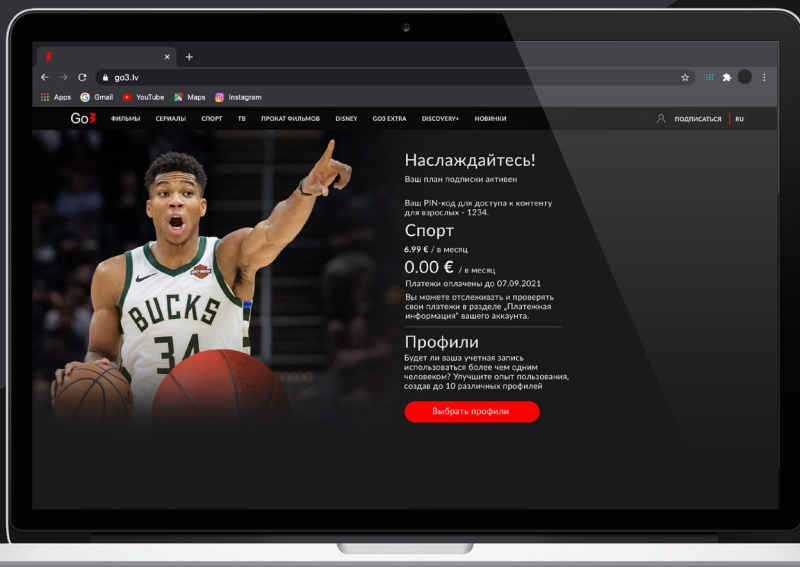 go3.lv
Apps Gmail YouTube Maps Instagram
Go3 ФИЛЬМЫ СЕРИАЛЫ СПОРТ ТВ ПРОКАТ ФИЛЬМОВ DISNEY GO3 EXTRA DISCOVERY+ НОВИНКИ ПОДПИСАТЬСЯ RU
Наслаждайтесь!
Ваш план подписки активен
Ваш PIN-код для доступа к контенту
для взрослых - 1234.
Спорт
6.99 € / в месяц
0.00 € / в месяц
Платежи оплачены до 07.09.2021
Вы можете отслеживать и проверять
свои платежи в разделе „Платежная
информация“ вашего аккаунта.
Профили
Будет ли ваша учетная запись
использоваться более чем одним
человеком? Улучшите опыт пользования,
создав до 10 различных профилей
Выбрать профили
HARLEY-DAVIDSON
BUCKS
34